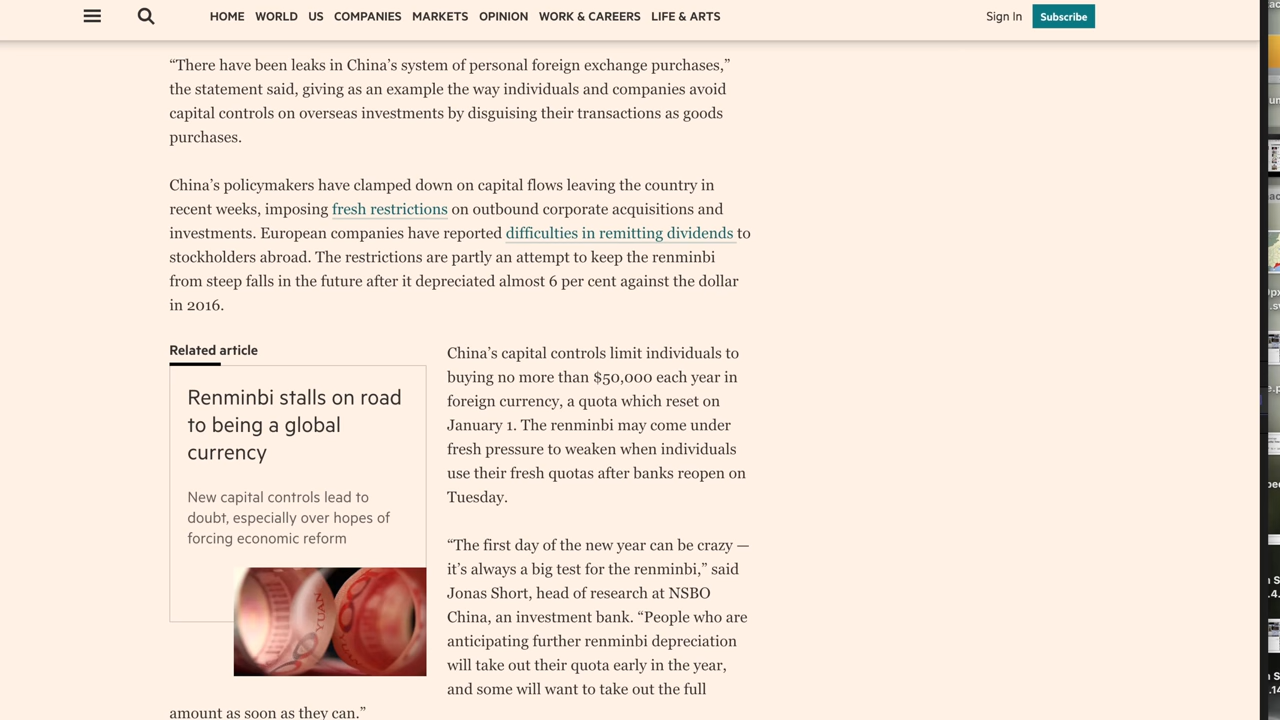 HOME WORLD US COMPANIES MARKETS OPINION WORK & CAREERS LIFE & ARTS
Sign In Subscribe
“There have been leaks in China’s system of personal foreign exchange purchases,”
the statement said, giving as an example the way individuals and companies avoid
capital controls on overseas investments by disguising their transactions as goods
purchases.
China’s policymakers have clamped down on capital flows leaving the country in
recent weeks, imposing fresh restrictions on outbound corporate acquisitions and
investments. European companies have reported difficulties in remitting dividends to
stockholders abroad. The restrictions are partly an attempt to keep the renminbi
from steep falls in the future after it depreciated almost 6 per cent against the dollar
in 2016.
Related article
Renminbi stalls on road
to being a global
currency
New capital controls lead to
doubt, especially over hopes of
forcing economic reform
China’s capital controls limit individuals to
buying no more than $50,000 each year in
foreign currency, a quota which reset on
January 1. The renminbi may come under
fresh pressure to weaken when individuals
use their fresh quotas after banks reopen on
Tuesday.
“The first day of the new year can be crazy —
it’s always a big test for the renminbi,” said
Jonas Short, head of research at NSBO
China, an investment bank. “People who are
anticipating further renminbi depreciation
will take out their quota early in the year,
and some will want to take out the full
amount as soon as they can.”